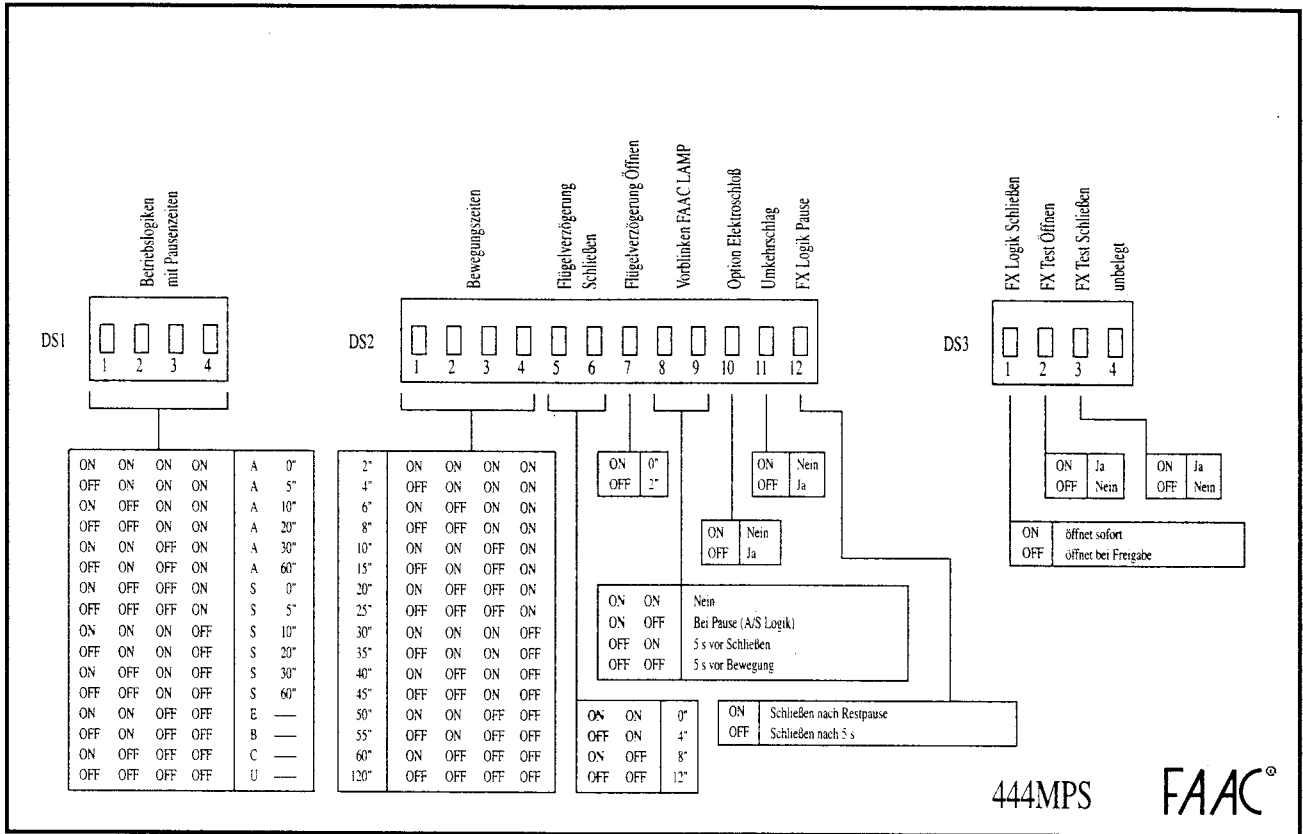 Betriebslogiken
mit Pausenzeiten
Bewegungszeiten
Flügelverzögerung
Schließen
Flügelverzögerung Öffnen
Vorblinken FAAC LAMP
Option Elektroschloß
Umkehrschlag
FX Logik Pause
FX Logik Schließen
FX Test Öffnen
FX Test Schließen
unbelegt
DS1
1 2 3 4
DS2
1 2 3 4 5 6 7 8 9 10 11 12
DS3
1 2 3 4
ON ON ON ON A 0"
OFF ON ON ON A 5"
ON OFF ON ON A 10"
OFF OFF ON ON A 20"
ON ON OFF ON A 30"
OFF ON OFF ON A 60"
ON OFF OFF ON S 0"
OFF OFF OFF ON S 5"
ON ON ON OFF S 10"
OFF ON ON OFF S 20"
ON OFF ON OFF S 30"
OFF OFF ON OFF S 60"
ON ON OFF OFF E —
OFF ON OFF OFF B —
ON OFF OFF OFF C —
OFF OFF OFF OFF U —
2" ON ON ON ON
4" OFF ON ON ON
6" ON OFF ON ON
8" OFF OFF ON ON
10" ON ON OFF ON
15" OFF ON OFF ON
20" ON OFF OFF ON
25" OFF OFF OFF ON
30" ON ON ON OFF
35" OFF ON ON OFF
40" ON OFF ON OFF
45" OFF OFF ON OFF
50" ON ON OFF OFF
55" OFF ON OFF OFF
60" ON OFF OFF OFF
120" OFF OFF OFF OFF
ON 0"
OFF 2"
ON Nein
OFF Ja
ON Nein
OFF Ja
ON ON Nein
ON OFF Bei Pause (A/S Logik)
OFF ON 5 s vor Schließen
OFF OFF 5 s vor Bewegung
ON ON 0"
OFF ON 4"
ON OFF 8"
OFF OFF 12"
ON Schließen nach Restpause
OFF Schließen nach 5 s
ON Ja
OFF Nein
ON Ja
OFF Nein
ON öffnet sofort
OFF öffnet bei Freigabe
444MPS
FAAC®